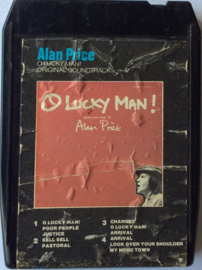 Alan Price
O LUCKY MAN!
ORIGINAL SOUNDTRACK
O LUCKY MAN!
Alan Price
1 O LUCKY MAN!
POOR PEOPLE
JUSTICE
2 SELL SELL
PASTORAL
3 CHANGES
O LUCKY MAN!
ARRIVAL
4 ARRIVAL
LOOK OVER YOUR SHOULDER
MY HOME TOWN